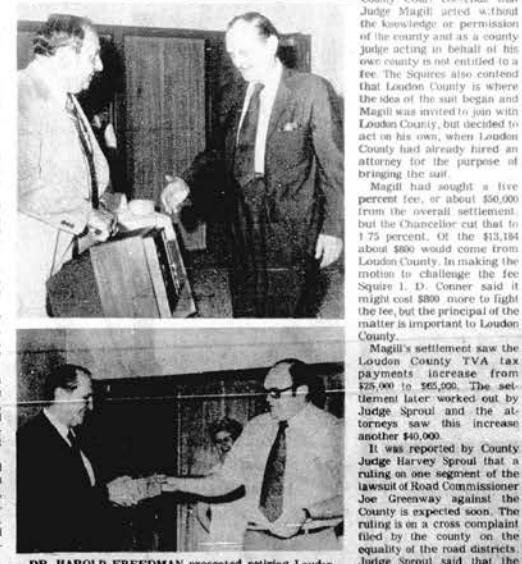 Judge Magill acted without
the knowledge or permission
of the county and as a county
judge acting in behalf of his
own county is not entitled to a
fee. The Squires also contend
that Loudon County is where
the idea of the suit began and
Magill was invited to join with
Loudon County, but decided to
act on his own, when Loudon
County had already hired an
attorney for the purpose of
bringing the suit.
Magill had sought a five
percent fee, or about $50,000
from the overall settlement,
but the Chancellor cut that to
1.75 percent. Of the $13,184
about $800 would come from
Loudon County. In making the
motion to challenge the fee
Squire I. D. Conner said it
might cost $800 more to fight
the fee, but the principal of the
matter is important to Loudon
County.
Magill's settlement saw the
Loudon County TVA tax
payments increase from
$25,000 to $65,000. The set-
tlement later worked out by
Judge Sproul and the at-
torneys saw this increase
another $40,000.
It was reported by County
Judge Harvey Sproul that a
ruling on one segment of the
lawsuit of Road Commissioner
Joe Greenway against the
County is expected soon. The
ruling is on a cross complaint
filed by the county on the
equality of the road districts.
Judge Sproul said that the
DR. HAROLD FREEDMAN presented retiring Loudon